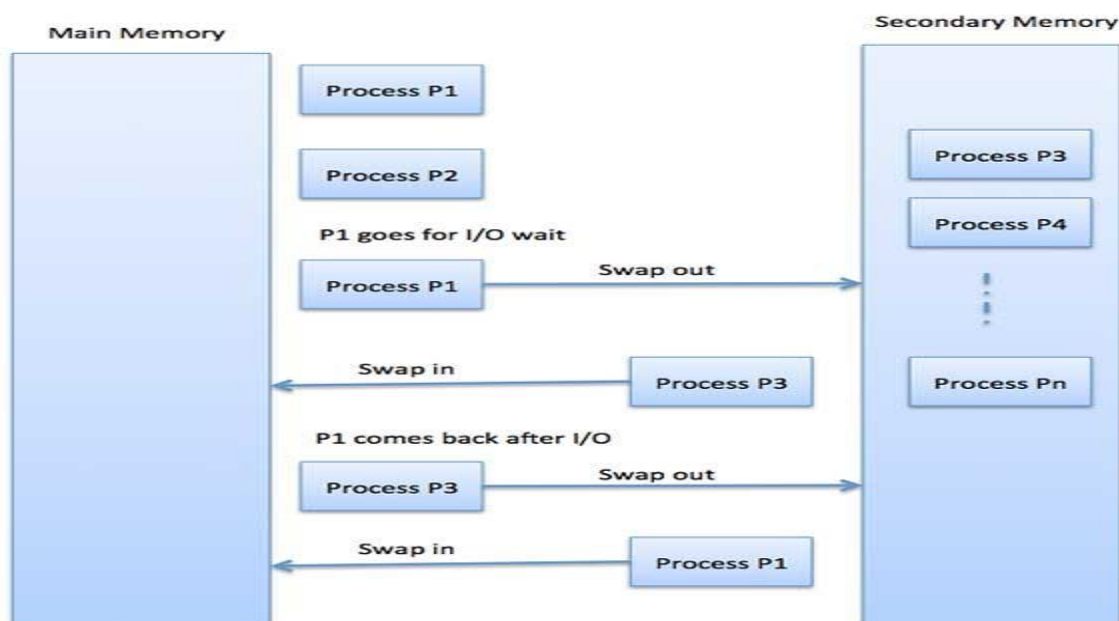 Main Memory
Secondary Memory
Process P1
Process P2
Process P3
Process P4
P1 goes for I/O wait
Process P1
Swap out
Swap in
Process P3
Process Pn
P1 comes back after I/O
Process P3
Swap out
Swap in
Process P1